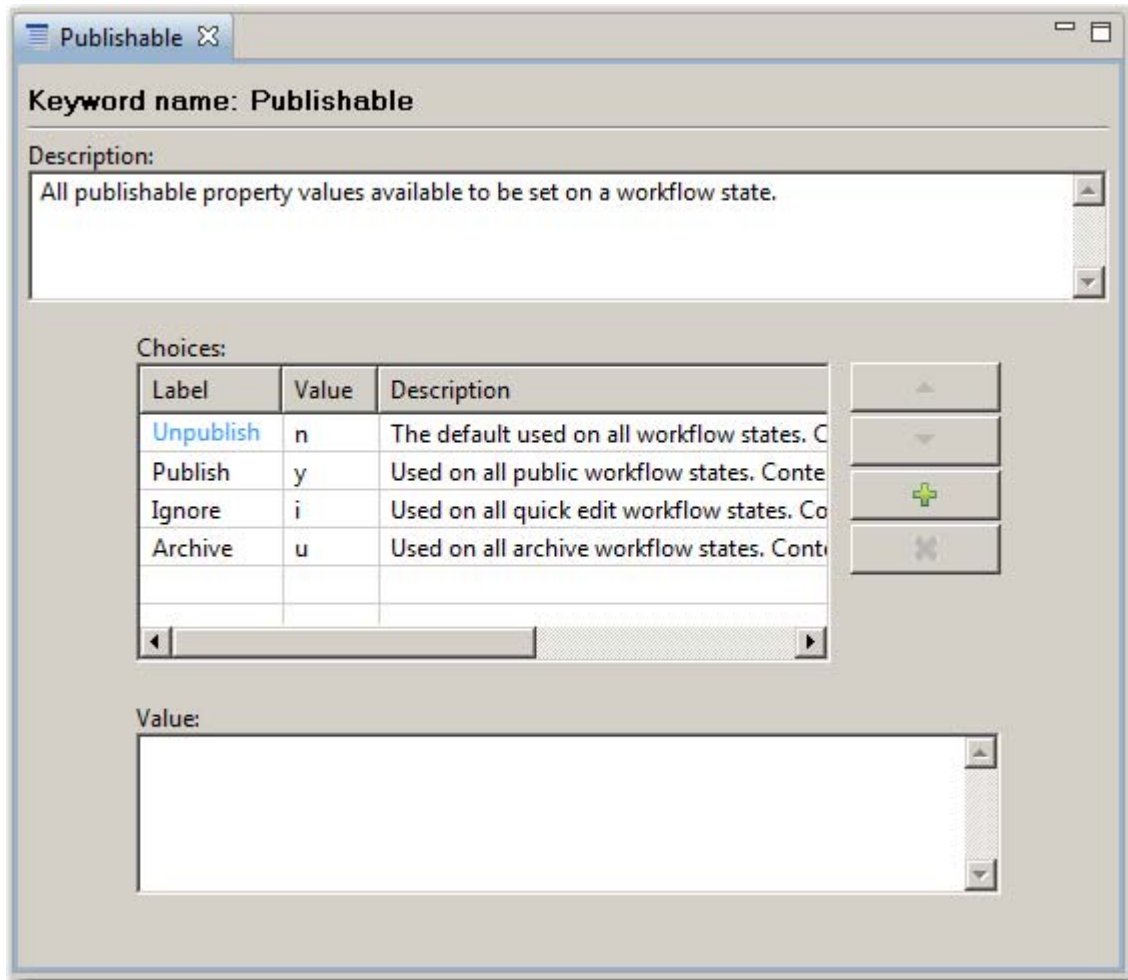 Publishable
Keyword name: Publishable
Description:
All publishable property values available to be set on a workflow state.
Choices:
Label Value Description
Unpublish n The default used on all workflow states. C
Publish y Used on all public workflow states. Conte
Ignore i Used on all quick edit workflow states. Co
Archive u Used on all archive workflow states. Conte
Value: